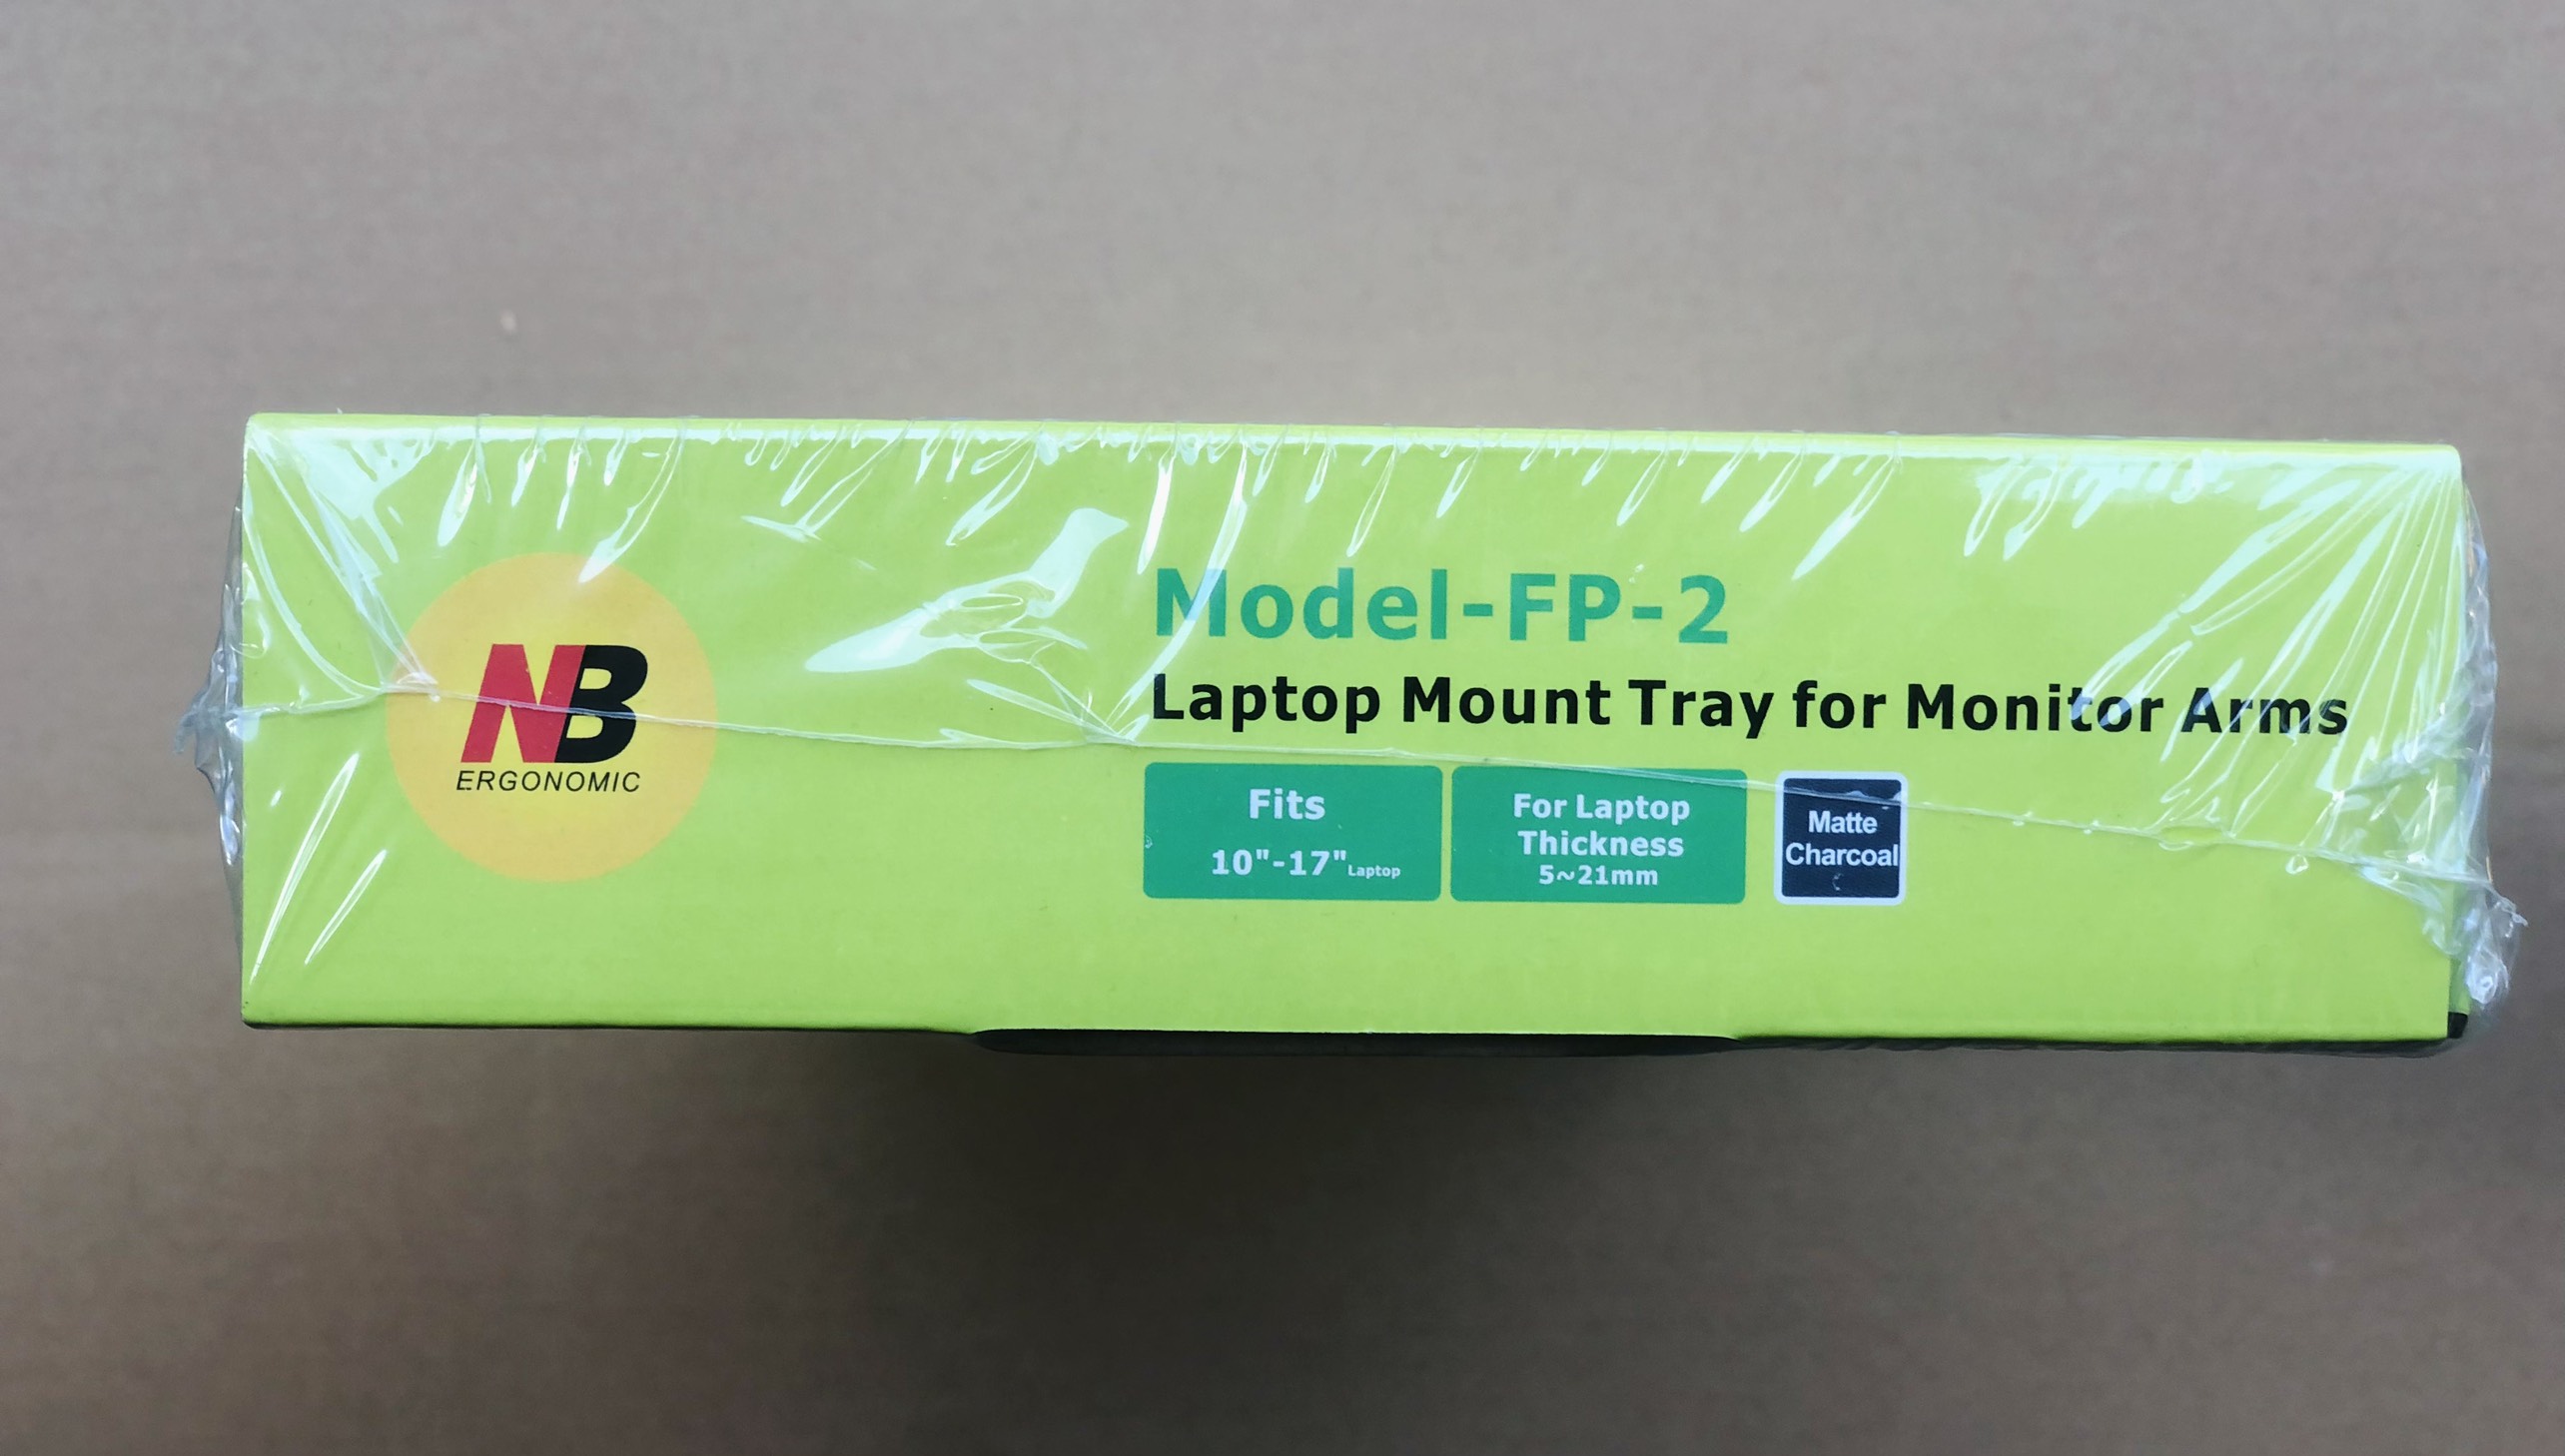 NB
ERGONOMIC
Model-FP-2
Laptop Mount Tray for Monitor Arms
Fits
10"-17" Laptop
For Laptop
Thickness
5~21mm
Matte
Charcoal